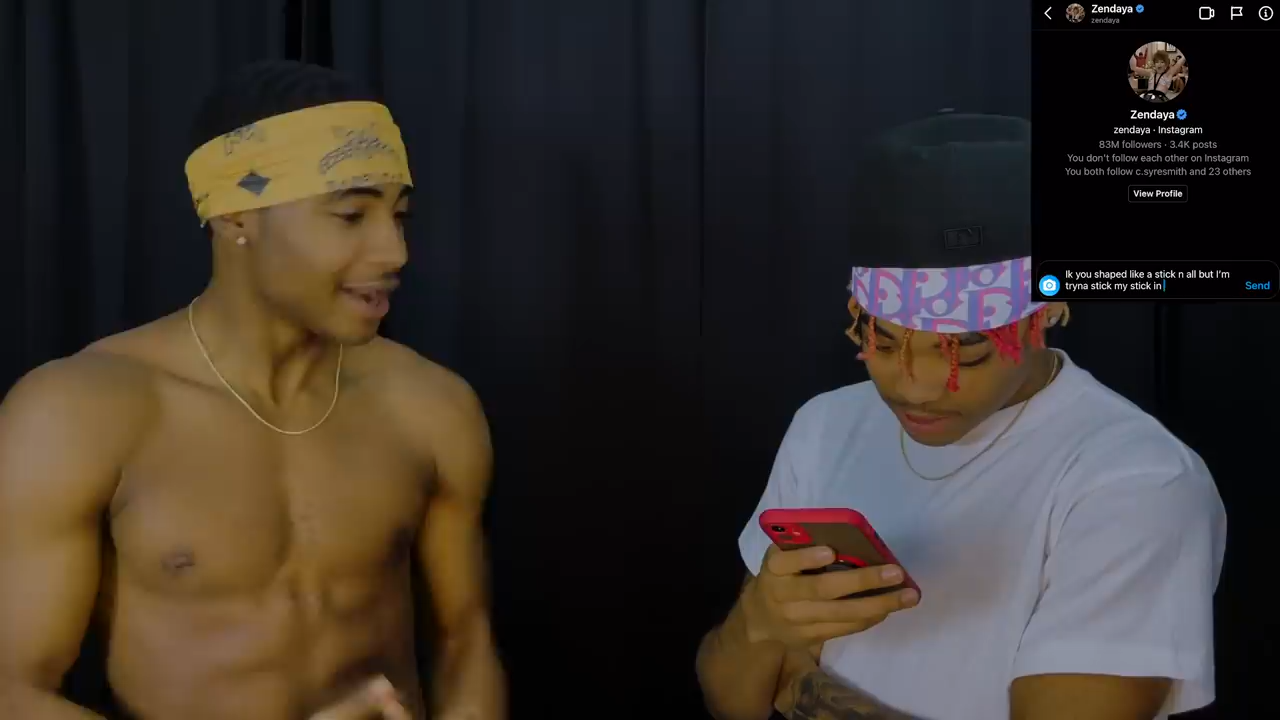 Zendaya
zendaya
Zendaya
zendaya · Instagram
83M followers · 3.4K posts
You don't follow each other on Instagram
You both follow c.syresmith and 23 others
View Profile
Ik you shaped like a stick n all but I'm
tryna stick my stick in
Send